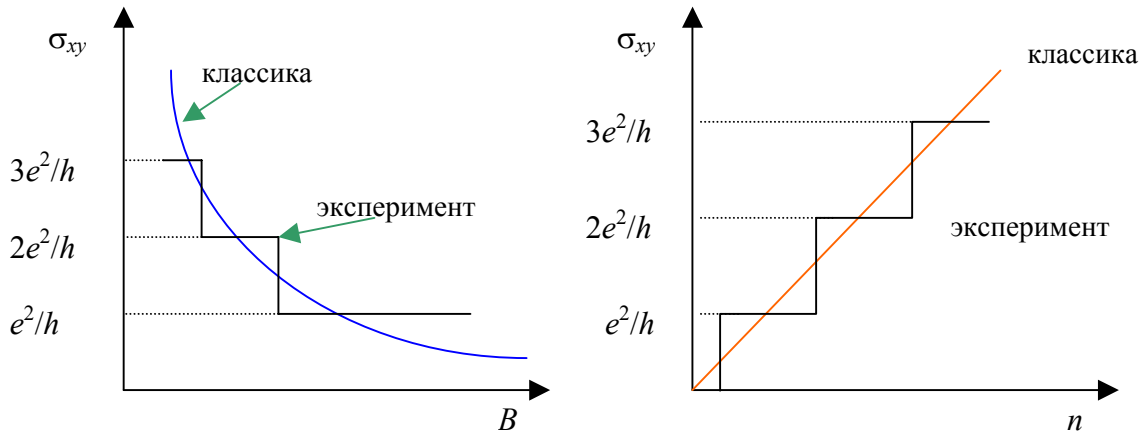 σxy
классика
3e²/h
эксперимент
2e²/h
e²/h
B
σxy
классика
3e²/h
2e²/h
эксперимент
e²/h
n